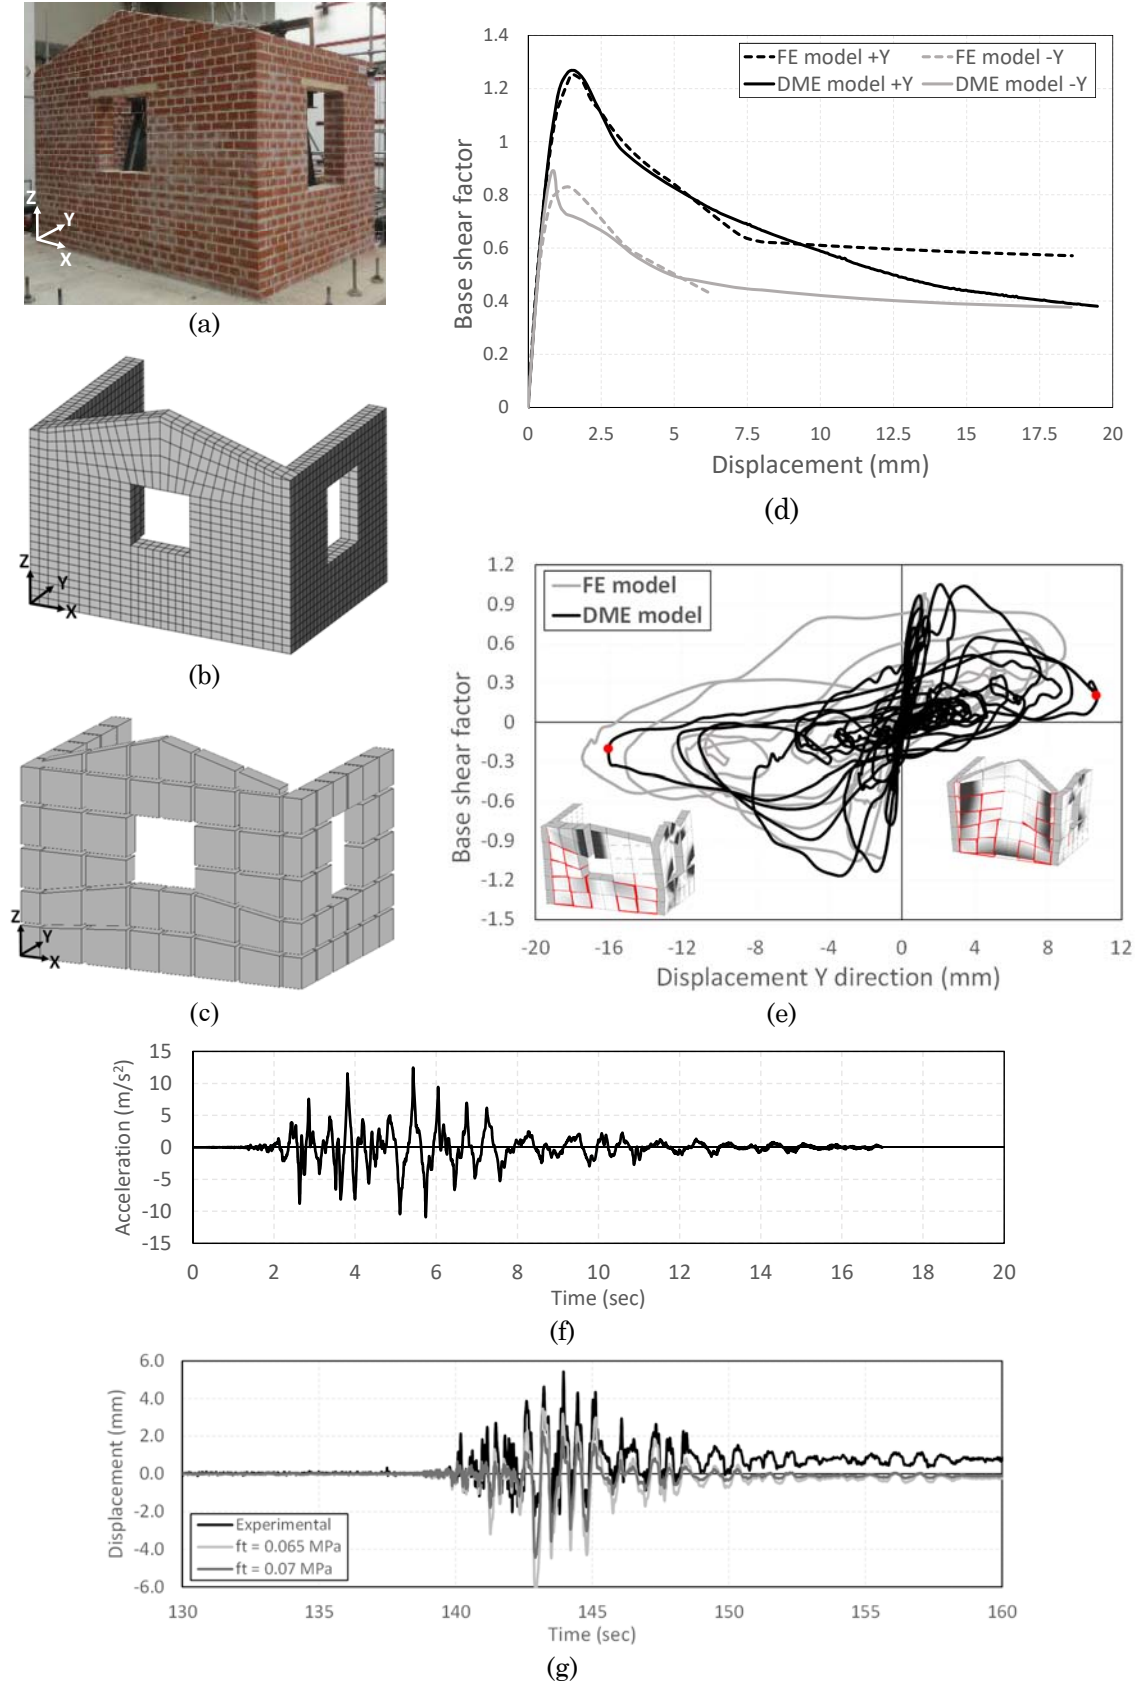 Z
Y
X
(a)
Z
Y
X
(b)
Z
Y
X
(c)
1.4
1.2
1
0.8
0.6
0.4
0.2
0
Base shear factor
FE model +Y
FE model -Y
DME model +Y
DME model -Y
0 2.5 5 7.5 10 12.5 15 17.5 20
Displacement (mm)
(d)
1.2
0.9
0.6
0.3
0
-0.3
-0.6
-0.9
-1.2
-1.5
Base shear factor
FE model
DME model
-20 -16 -12 -8 -4 0 4 8 12
Displacement Y direction (mm)
(e)
15
10
5
0
-5
-10
-15
Acceleration (m/s²)
0 2 4 6 8 10 12 14 16 18 20
Time (sec)
(f)
6.0
4.0
2.0
0.0
-2.0
-4.0
-6.0
Displacement (mm)
Experimental
ft = 0.065 MPa
ft = 0.07 MPa
130 135 140 145 150 155 160
Time (sec)
(g)